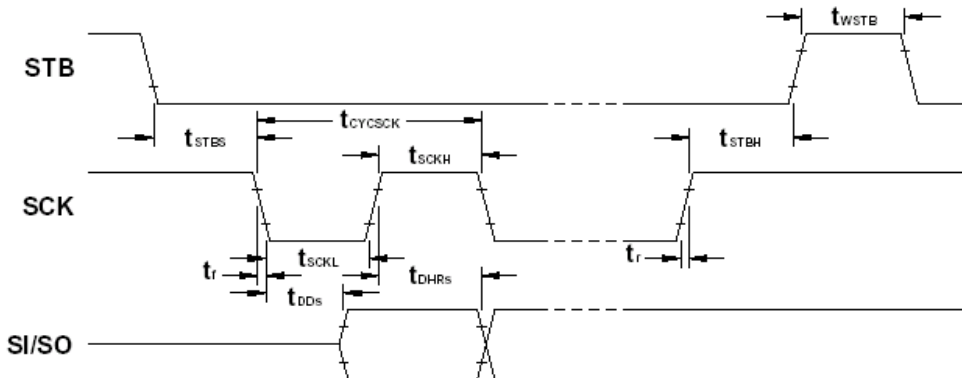 tWSTB
STB
tCYCSCK
tSTBS
tSCKH
tSTBH
SCK
tf
tSCKL
tDHRs
tr
tDDs
SI/SO